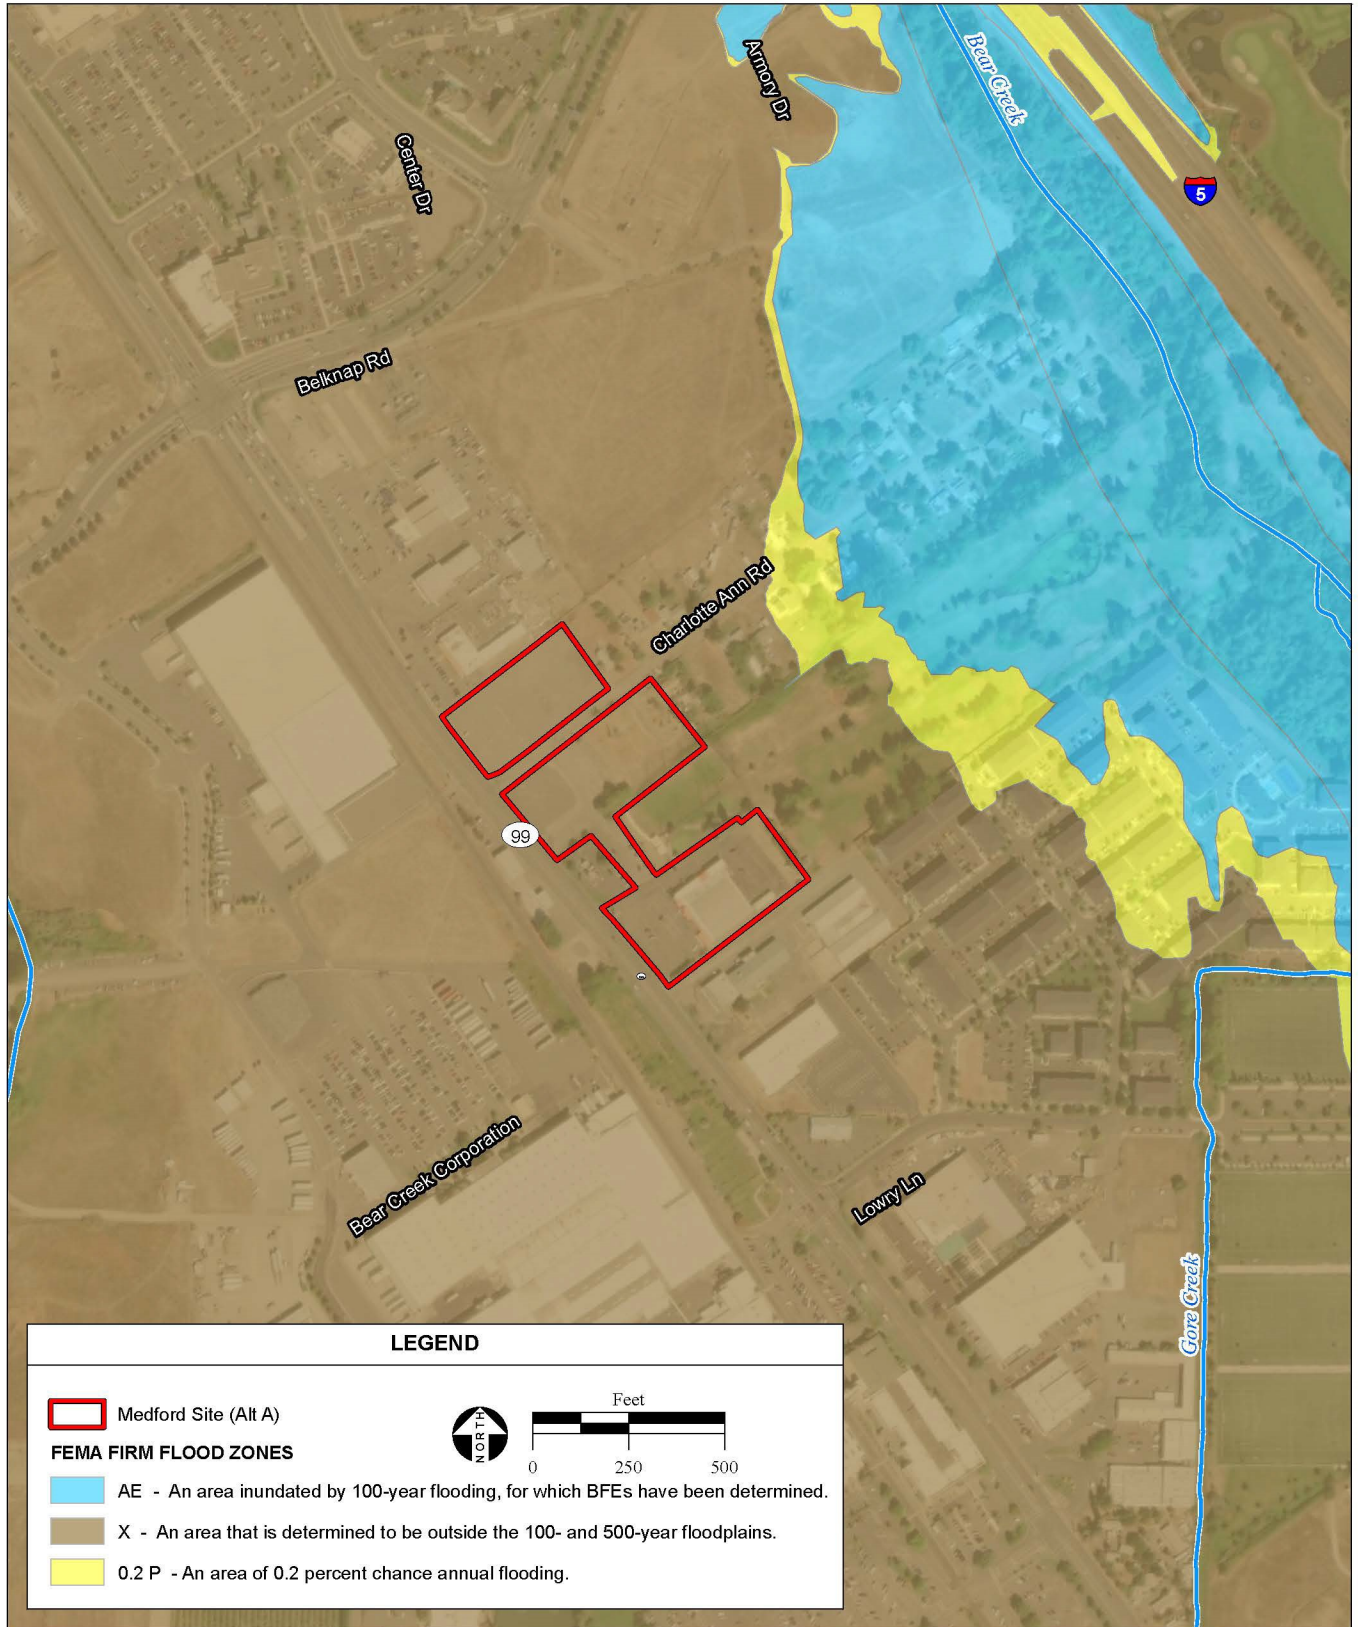 Armory Dr
Bear Creek
Center Dr
5
Belknap Rd
Charlotte Ann Rd
99
Bear Creek Corporation
Lowry Ln
Gore Creek
LEGEND
Medford Site (Alt A)
NORTH
Feet
0 250 500
FEMA FIRM FLOOD ZONES
AE - An area inundated by 100-year flooding, for which BFEs have been determined.
X - An area that is determined to be outside the 100- and 500-year floodplains.
0.2 P - An area of 0.2 percent chance annual flooding.